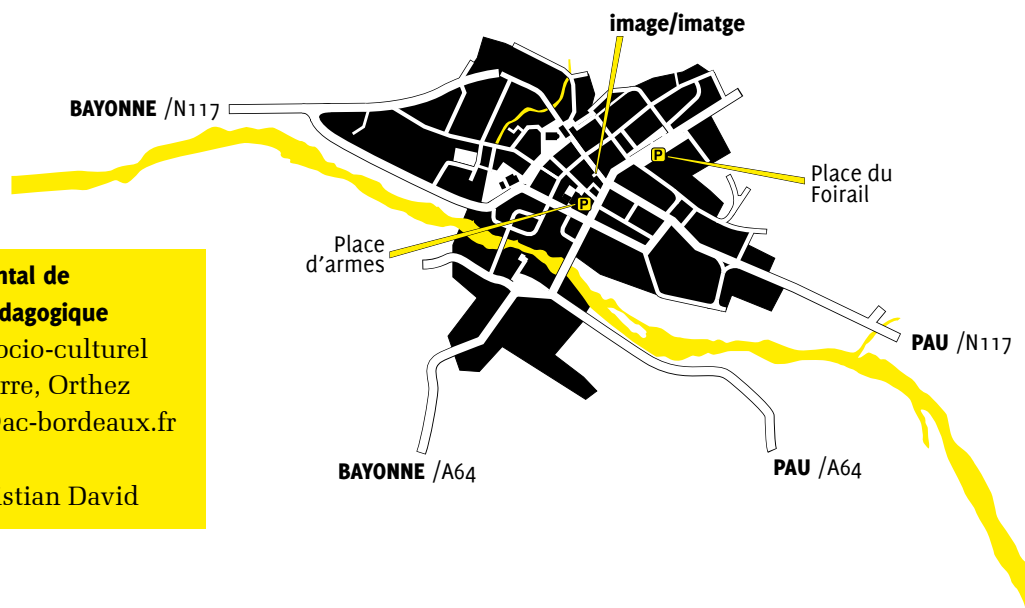 image/imatge
BAYONNE /N117
P
Place du
Foirail
P
Place
d'armes
PAU /N117
BAYONNE /A64
PAU /A64
ntal de
dagogique
ocio-culturel
rre, Orthez
ac-bordeaux.fr
stian David